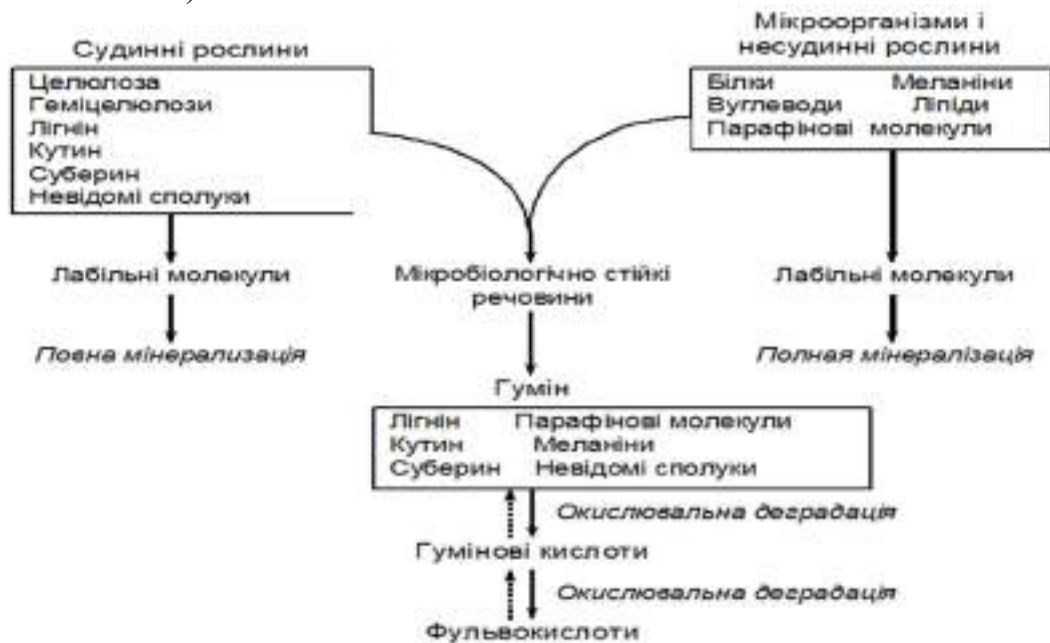 )
Судинні рослини
Целюлоза
Геміцелюлози
Лігнін
Кутин
Суберин
Невідомі сполуки
Мікроорганізми і
несудинні рослини
Білки Меланіни
Вуглеводи Ліпіди
Парафінові молекули
Лабільні молекули
Мікробіологічно стійкі
речовини
Лабільні молекули
Повна мінерализація
Полная мінералізація
Гумін
Лігнін Парафінові молекули
Кутин Меланіни
Суберин Невідомі сполуки
Окислювальна деградація
Гумінові кислоти
Окислювальна деградація
Фульвокислоти